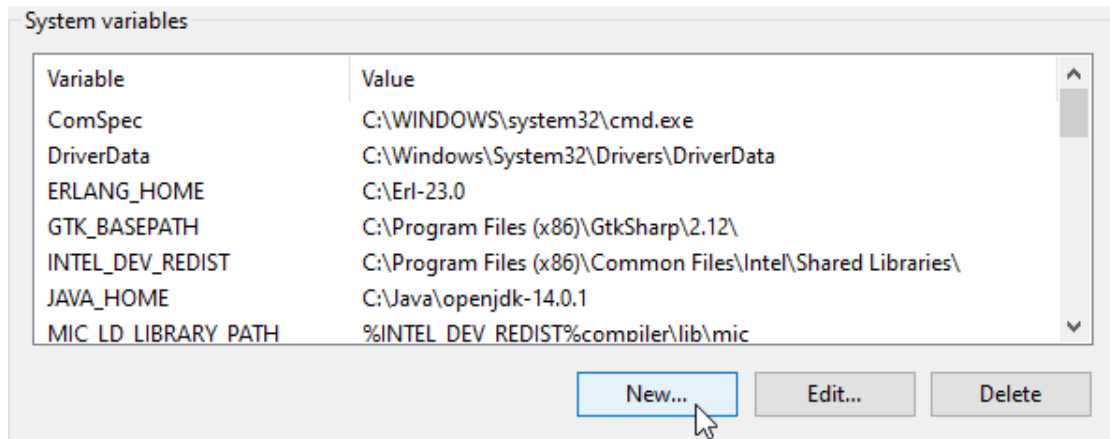 System variables
Variable Value
ComSpec C:\WINDOWS\system32\cmd.exe
DriverData C:\Windows\System32\Drivers\DriverData
ERLANG_HOME C:\Erl-23.0
GTK_BASEPATH C:\Program Files (x86)\GtkSharp\2.12\
INTEL_DEV_REDIST C:\Program Files (x86)\Common Files\Intel\Shared Libraries\
JAVA_HOME C:\Java\openjdk-14.0.1
MIC_LD_LIBRARY_PATH %INTEL_DEV_REDIST%compiler\lib\mic
New... Edit... Delete